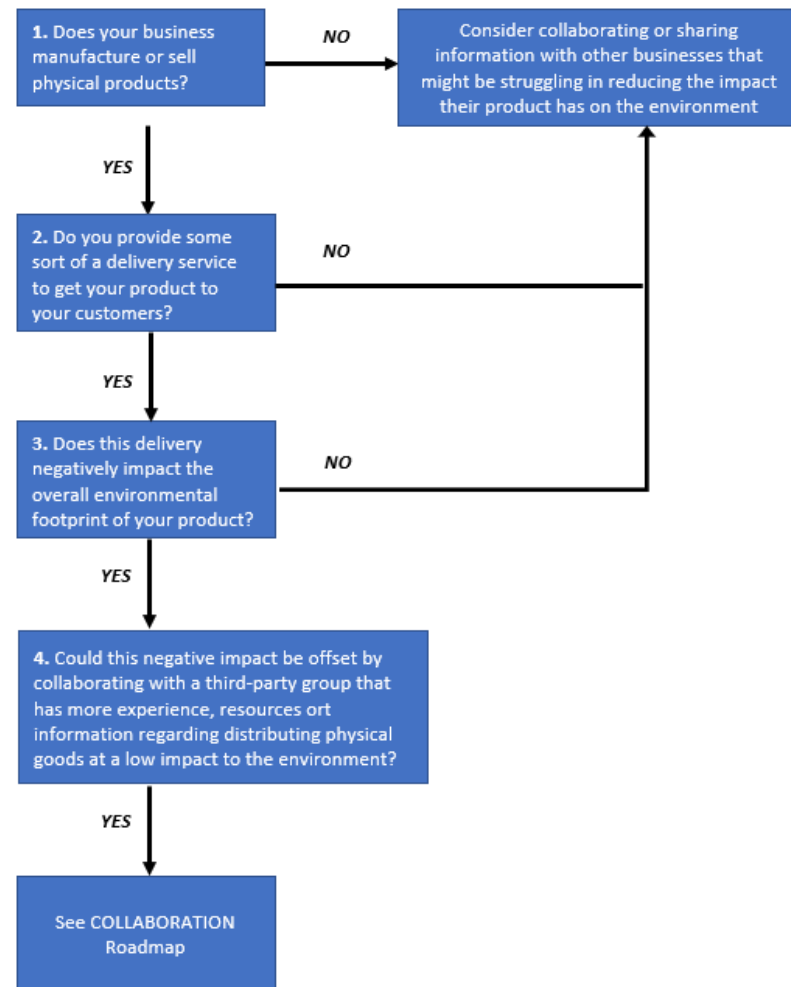 1. Does your business
manufacture or sell
physical products?
NO
Consider collaborating or sharing
information with other businesses that
might be struggling in reducing the impact
their product has on the environment
YES
2. Do you provide some
sort of a delivery service
to get your product to
your customers?
NO
YES
3. Does this delivery
negatively impact the
overall environmental
footprint of your product?
NO
YES
4. Could this negative impact be offset by
collaborating with a third-party group that
has more experience, resources ort
information regarding distributing physical
goods at a low impact to the environment?
YES
See COLLABORATION
Roadmap